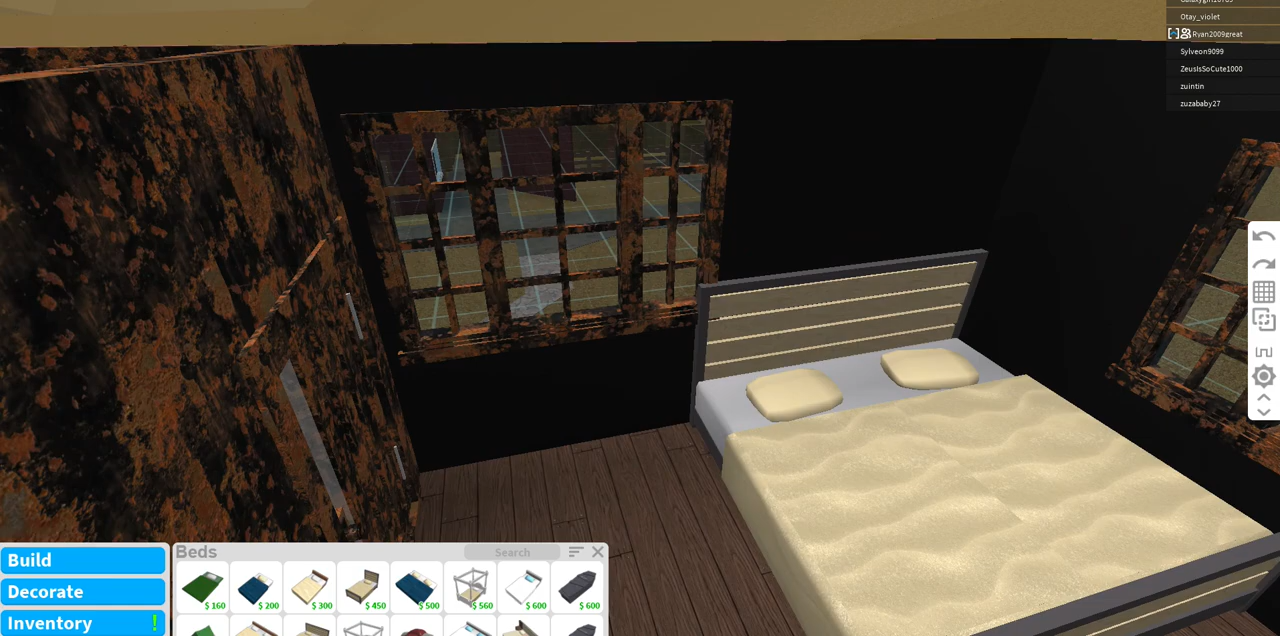 Otay_violet
Ryan2009great
Sylveon9099
ZeusIsSoCute1000
zuintin
zuzababy27
Build
Decorate
Inventory !
Beds
Search
$ 160 $ 200 $ 300 $ 450 $ 500 $ 560 $ 600 $ 600